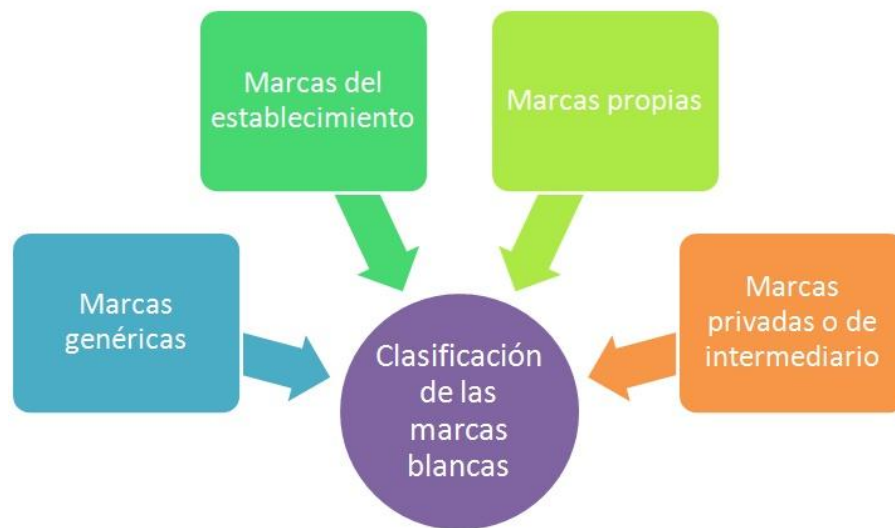 Marcas del
establecimiento
Marcas propias
Marcas
genéricas
Marcas
privadas o de
intermediario
Clasificación
de las
marcas
blancas